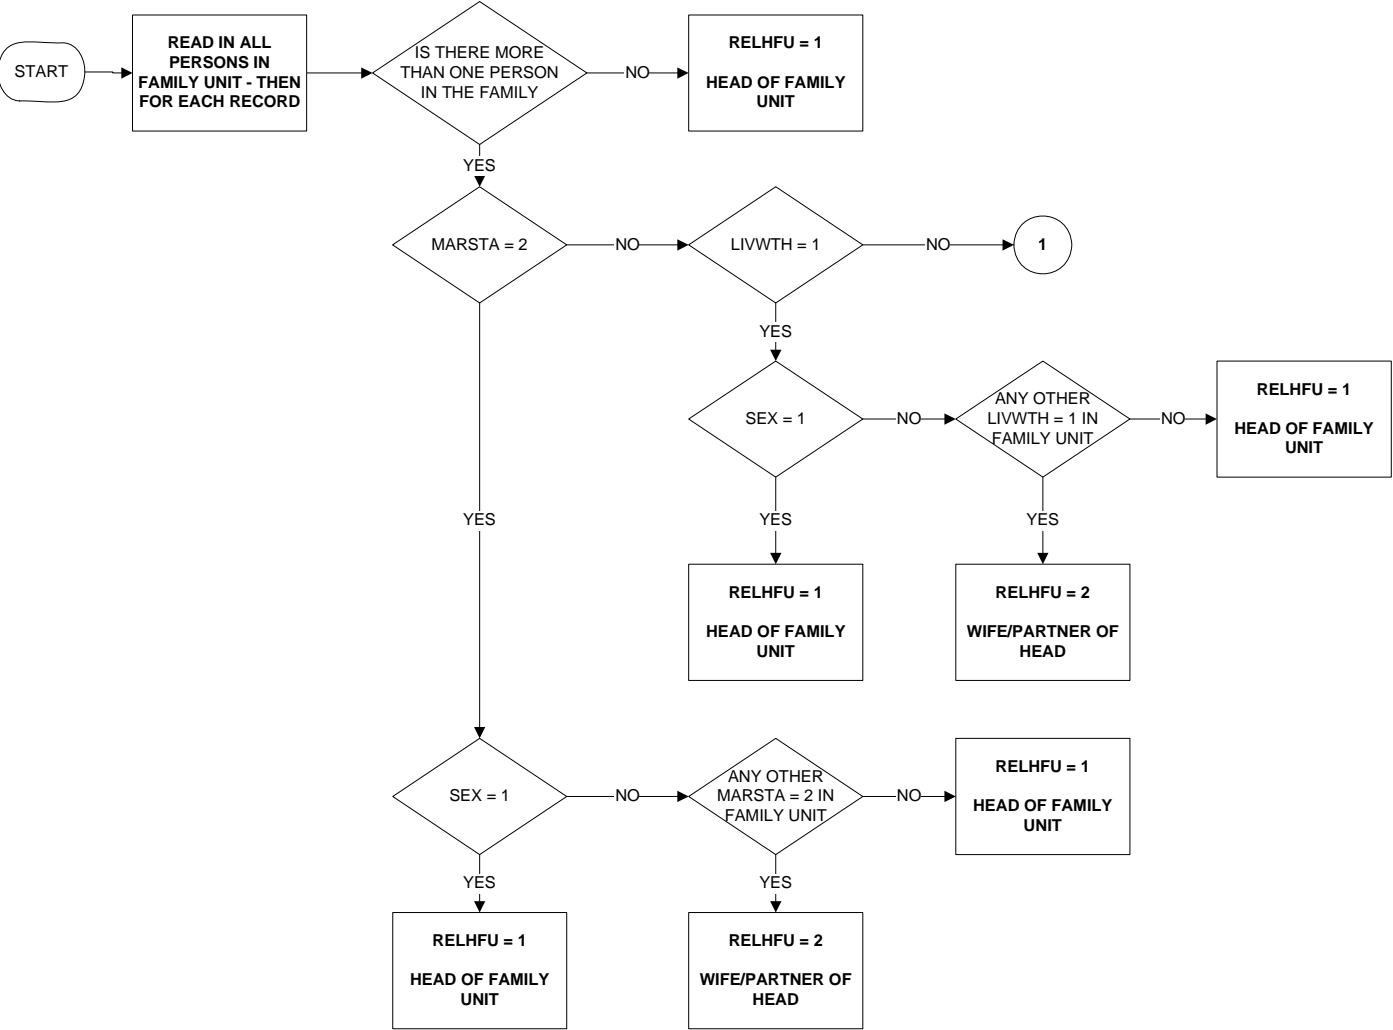 START
READ IN ALL
PERSONS IN
FAMILY UNIT - THEN
FOR EACH RECORD
IS THERE MORE
THAN ONE PERSON
IN THE FAMILY
NO
RELHFU = 1
HEAD OF FAMILY
UNIT
YES
MARSTA = 2
NO
LIVWTH = 1
NO
1
YES
SEX = 1
NO
ANY OTHER
LIVWTH = 1 IN
FAMILY UNIT
NO
RELHFU = 1
HEAD OF FAMILY
UNIT
YES
YES
YES
RELHFU = 1
HEAD OF FAMILY
UNIT
RELHFU = 2
WIFE/PARTNER OF
HEAD
SEX = 1
NO
ANY OTHER
MARSTA = 2 IN
FAMILY UNIT
NO
RELHFU = 1
HEAD OF FAMILY
UNIT
YES
YES
RELHFU = 1
HEAD OF FAMILY
UNIT
RELHFU = 2
WIFE/PARTNER OF
HEAD